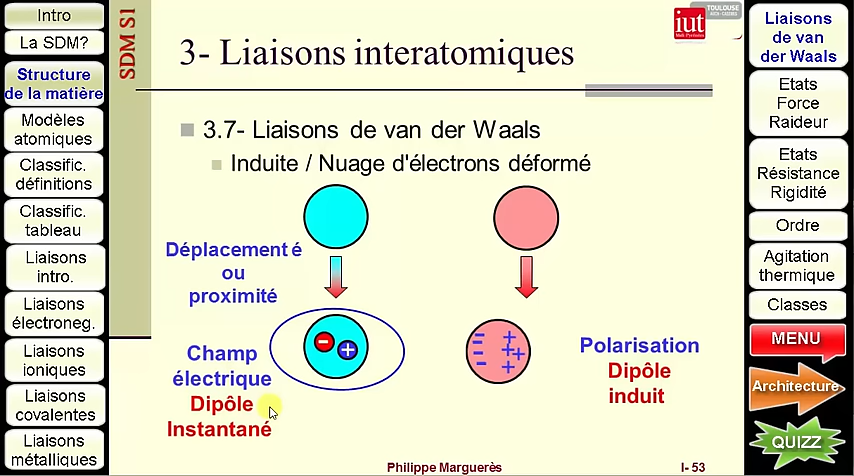 Intro
La SDM?
Structure
de la matière
Modèles
atomiques
Classific.
définitions
Classific.
tableau
Liaisons
intro.
Liaisons
électroneg.
Liaisons
ioniques
Liaisons
covalentes
Liaisons
métalliques
SDM S1
iut
TOULOUSE
3- Liaisons interatomiques
3.7- Liaisons de van der Waals
Induite / Nuage d'électrons déformé
Déplacement é
ou
proximité
Champ
électrique
Dipôle
Instantané
Polarisation
Dipôle
induit
Philippe Marguerès
I- 53
Liaisons
de van
der Waals
Etats
Force
Raideur
Etats
Résistance
Rigidité
Ordre
Agitation
thermique
Classes
MENU
Architecture
QUIZZ